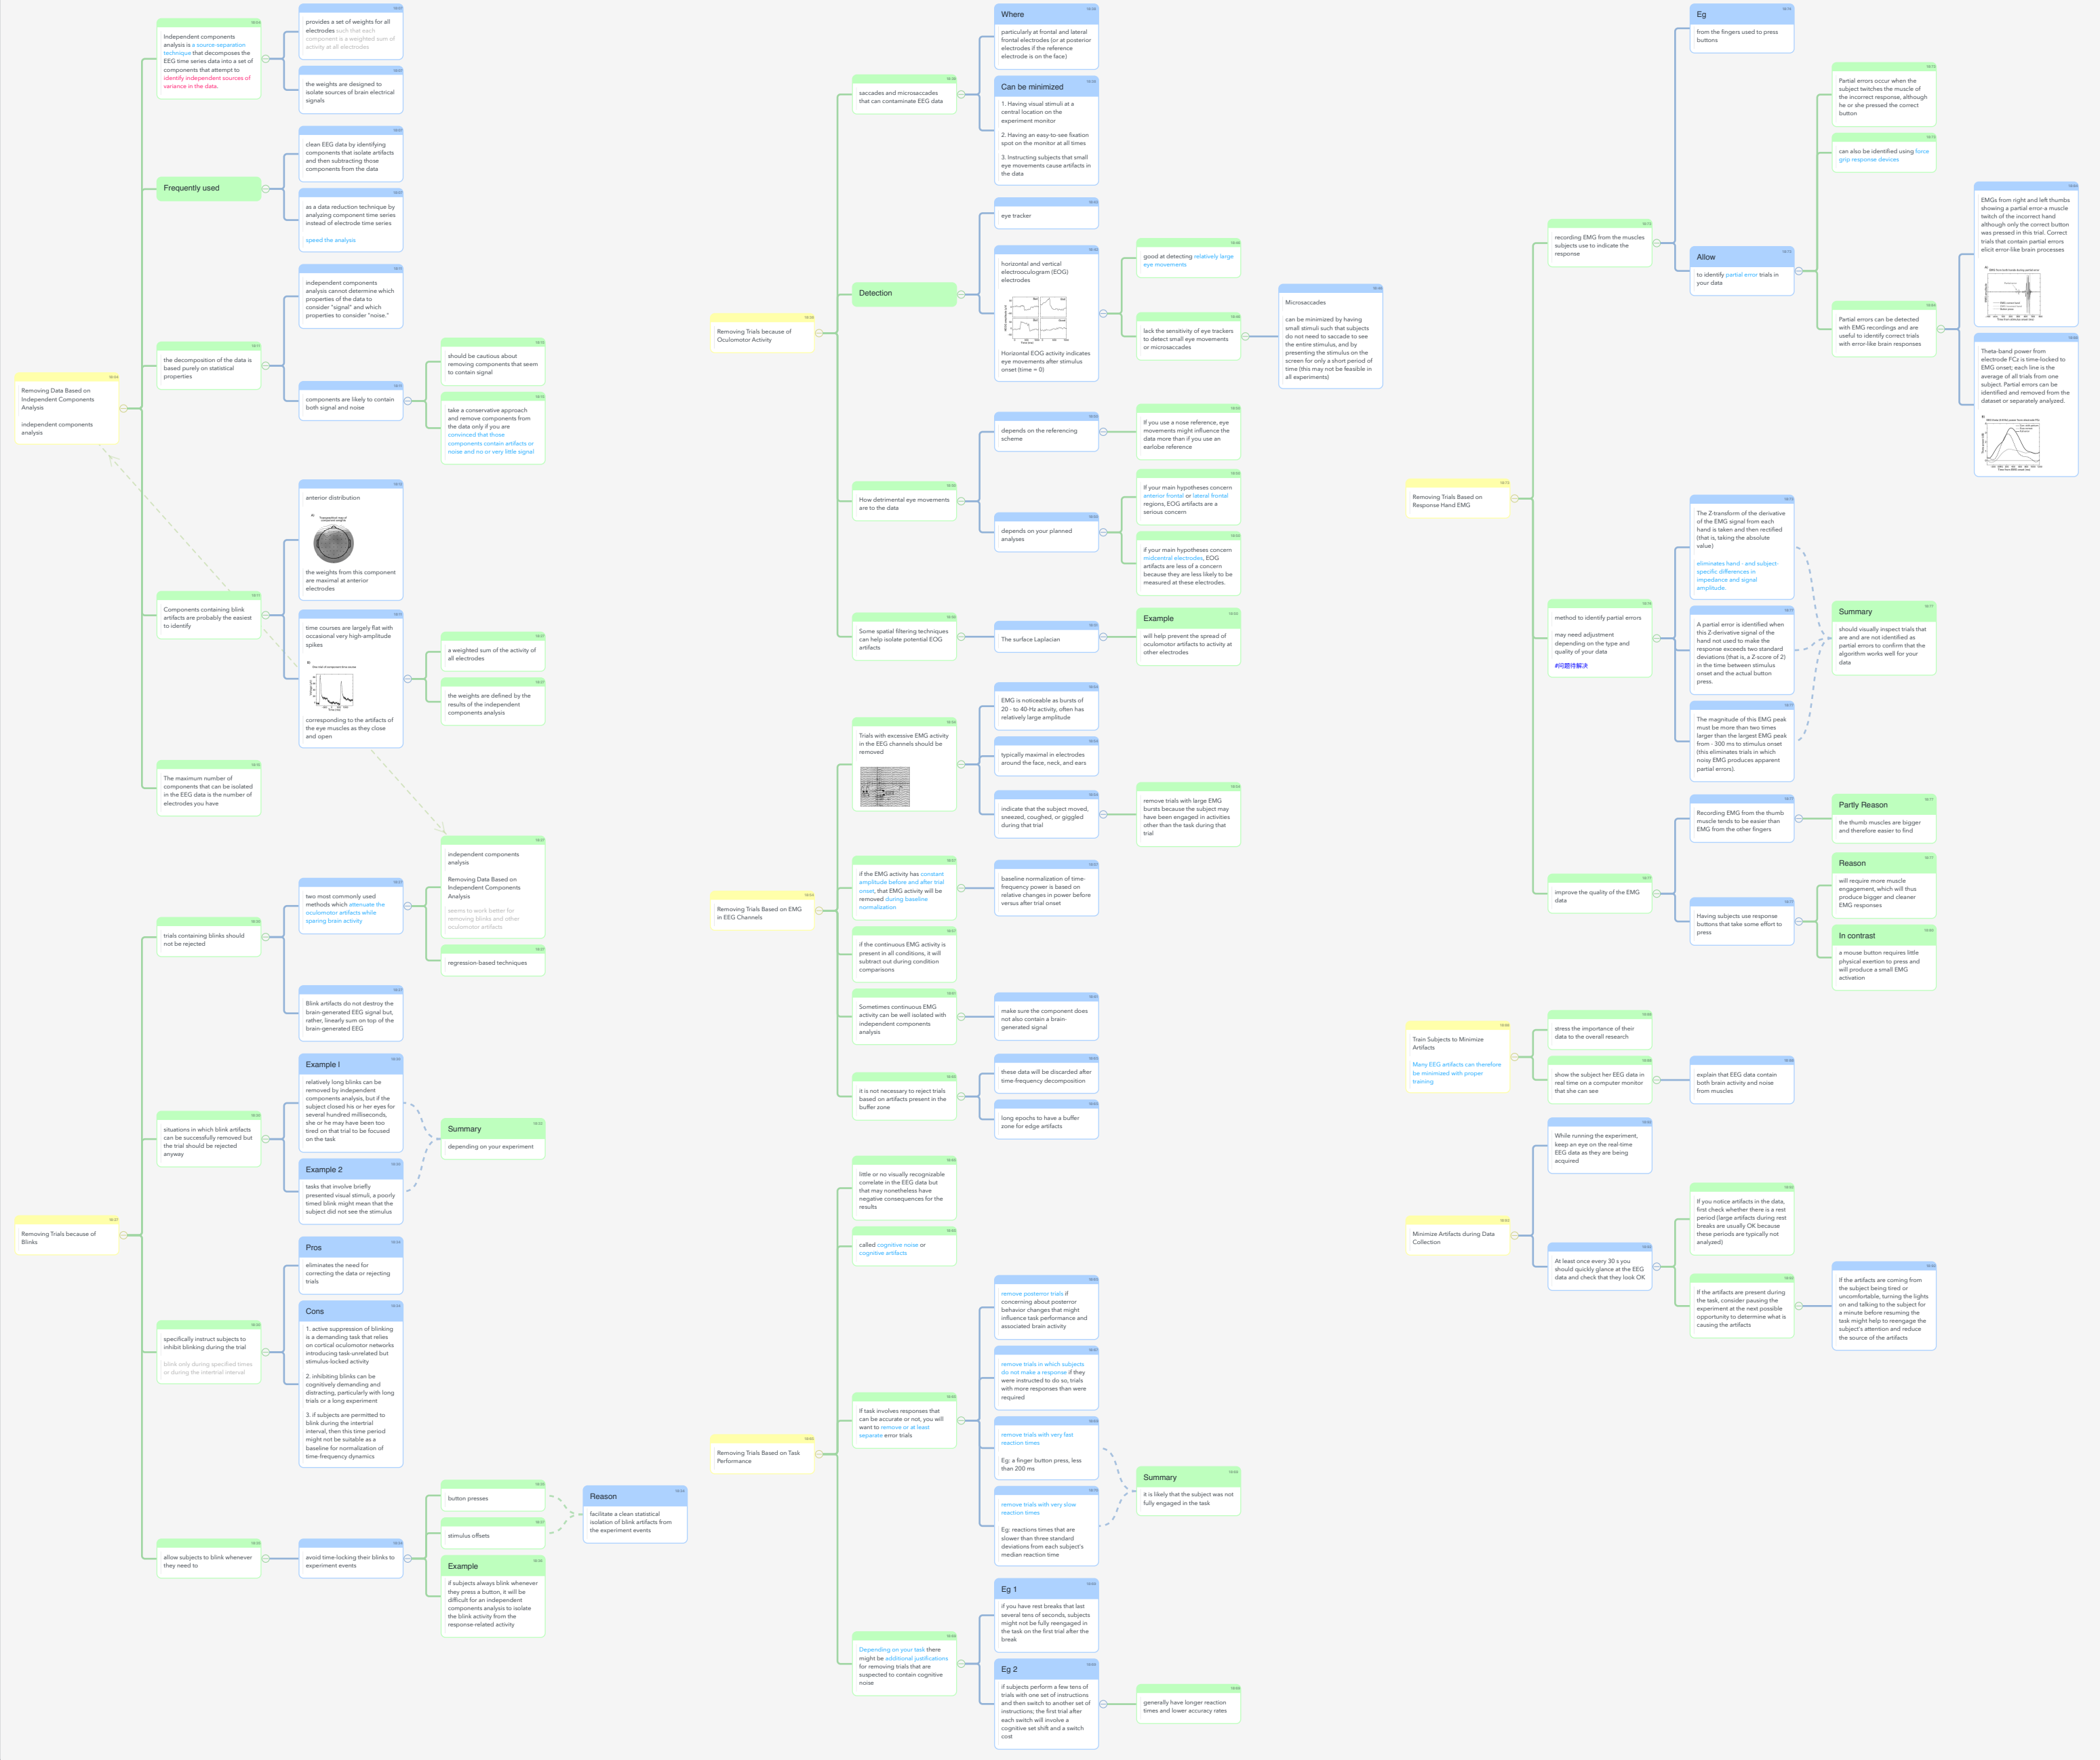 Removing Data Based on
Independent Components
Analysis
independent components
analysis
Independent components
analysis is a source separation
technique that decomposes the
EEG time series data into a set of
components that attempt to
identify independent sources of
variance in the data.
provides a set of weights for all
electrodes such that each
component is a weighted sum of
activity at all electrodes
the weights are designed to
isolate sources of brain electrical
signals
Frequently used
clean EEG data by identifying
components that isolate artifacts
and then subtracting those
components from the data
as a data reduction technique by
analyzing component time series
instead of electrode time series
speed the analysis
the decomposition of the data is
based purely on statistical
properties
independent components
analysis cannot determine which
properties of the data to
consider "signal" and which
properties to consider "noise."
components are likely to contain
both signal and noise
should be cautious about
removing components that seem
to contain signal
take a conservative approach
and remove components from
the data only if you are
convinced that those
components contain artifacts or
noise and no or very little signal
Components containing blink
artifacts are probably the easiest
to identify
anterior distribution
the weights from this component
are maximal at anterior
electrodes
time courses are largely flat with
occasional very high-amplitude
spikes
corresponding to the artifacts of
the eye muscles as they close
and open
a weighted sum of the activity of
all electrodes
the weights are defined by the
results of the independent
components analysis
The maximum number of
components that can be isolated
in the EEG data is the number of
electrodes you have
Removing Trials because of
Blinks
trials containing blinks should
not be rejected
two most commonly used
methods which attenuate the
oculomotor artifacts while
sparing brain activity
independent components
analysis
Removing Data Based on
Independent Components
Analysis
seems to work better for
removing blinks and other
oculomotor artifacts
regression-based techniques
Blink artifacts do not destroy the
brain-generated EEG signal but,
rather, linearly sum on top of the
brain-generated EEG
situations in which blink artifacts
can be successfully removed but
the trial should be rejected
anyway
Example l
relatively long blinks can be
removed by independent
components analysis, but if the
subject closed his or her eyes for
several hundred milliseconds,
she or he may have been too
tired on that trial to be focused
on the task
Example 2
tasks that involve briefly
presented visual stimuli, a poorly
timed blink might mean that the
subject did not see the stimulus
Summary
depending on your experiment
specifically instruct subjects to
inhibit blinking during the trial
blink only during specified times
or during the intertrial interval
Pros
eliminates the need for
correcting the data or rejecting
trials
Cons
1. active suppression of blinking
is a demanding task that relies
on cortical oculomotor networks
introducing task-unrelated but
stimulus-locked activity
2. inhibiting blinks can be
cognitively demanding and
distracting, particularly with long
trials or a long experiment
3. if subjects are permitted to
blink during the intertrial
interval, then this time period
might not be suitable as a
baseline for normalization of
time-frequency dynamics
allow subjects to blink whenever
they need to
avoid time-locking their blinks to
experiment events
button presses
stimulus offsets
Reason
facilitate a clean statistical
isolation of blink artifacts from
the experiment events
Example
if subjects always blink whenever
they press a button, it will be
difficult for an independent
components analysis to isolate
the blink activity from the
response-related activity
Removing Trials because of
Oculomotor Activity
saccades and microsaccades
that can contaminate EEG data
Where
particularly at frontal and lateral
frontal electrodes (or at posterior
electrodes if the reference
electrode is on the face)
Can be minimized
1. Having visual stimuli at a
central location on the
experiment monitor
2. Having an easy-to-see fixation
spot on the monitor at all times
3. Instructing subjects that small
eye movements cause artifacts in
the data
Detection
eye tracker
horizontal and vertical
electrooculogram (EOG)
electrodes
Horizontal EOG activity indicates
eye movements after stimulus
onset (time = 0)
good at detecting relatively large
eye movements
lack the sensitivity of eye trackers
to detect small eye movements
or microsaccades
Microsaccades
can be minimized by having
small stimuli such that subjects
do not need to saccade to see
the entire stimulus, and by
presenting the stimulus on the
screen for only a short period of
time (this may not be feasible in
all experiments)
How detrimental eye movements
are to the data
depends on the referencing
scheme
If you use a nose reference, eye
movements might influence the
data more than if you use an
earlobe reference
depends on your planned
analyses
If your main hypotheses concern
anterior frontal or lateral frontal
regions, EOG artifacts are a
serious concern
if your main hypotheses concern
midcentral electrodes, EOG
artifacts are less of a concern
because they are less likely to be
measured at these electrodes.
Some spatial filtering techniques
can help isolate potential EOG
artifacts
The surface Laplacian
Example
will help prevent the spread of
oculomotor artifacts to activity at
other electrodes
Removing Trials Based on EMG
in EEG Channels
Trials with excessive EMG activity
in the EEG channels should be
removed
EMG is noticeable as bursts of
20 - to 40-Hz activity, often has
relatively large amplitude
typically maximal in electrodes
around the face, neck, and ears
indicate that the subject moved,
sneezed, coughed, or giggled
during that trial
remove trials with large EMG
bursts because the subject may
have been engaged in activities
other than the task during that
trial
if the EMG activity has constant
amplitude before and after trial
onset, that EMG activity will be
removed during baseline
normalization
baseline normalization of time-
frequency power is based on
relative changes in power before
versus after trial onset
if the continuous EMG activity is
present in all conditions, it will
subtract out during condition
comparisons
Sometimes continuous EMG
activity can be well isolated with
independent components
analysis
make sure the component does
not also contain a brain-
generated signal
it is not necessary to reject trials
based on artifacts present in the
buffer zone
these data will be discarded after
time-frequency decomposition
long epochs to have a buffer
zone for edge artifacts
Removing Trials Based on Task
Performance
little or no visually recognizable
correlate in the EEG data but
that may nonetheless have
negative consequences for the
results
called cognitive noise or
cognitive artifacts
If task involves responses that
can be accurate or not, you will
want to remove or at least
separate error trials
remove posterror trials if
concerning about posterror
behavior changes that might
influence task performance and
associated brain activity
remove trials in which subjects
do not make a response if they
were instructed to do so, trials
with more responses than were
required
remove trials with very fast
reaction times
Eg: a finger button press, less
than 200 ms
remove trials with very slow
reaction times
Eg: reactions times that are
slower than three standard
deviations from each subject's
median reaction time
Summary
it is likely that the subject was not
fully engaged in the task
Depending on your task there
might be additional justifications
for removing trials that are
suspected to contain cognitive
noise
Eg 1
if you have rest breaks that last
several tens of seconds, subjects
might not be fully reengaged in
the task on the first trial after the
break
Eg 2
if subjects perform a few tens of
trials with one set of instructions
and then switch to another set of
instructions; the first trial after
each switch will involve a
cognitive set shift and a switch
cost
generally have longer reaction
times and lower accuracy rates
Removing Trials Based on
Response Hand EMG
recording EMG from the muscles
subjects use to indicate the
response
Eg
from the fingers used to press
buttons
Allow
to identify partial error trials in
your data
Partial errors occur when the
subject twitches the muscle of
the incorrect response, although
he or she pressed the correct
button
can also be identified using force
grip response devices
Partial errors can be detected
with EMG recordings and are
useful to identify correct trials
with error-like brain responses
EMGs from right and left thumbs
showing a partial error-a muscle
twitch of the incorrect hand
although only the correct button
was pressed in this trial. Correct
trials that contain partial errors
elicit error-like brain processes
Theta-band power from
electrode FCz is time-locked to
EMG onset; each line is the
average of all trials from one
subject. Partial errors can be
identified and removed from the
dataset or separately analyzed.
method to identify partial errors
may need adjustment
depending on the type and
quality of your data
#问题待解决
The Z-transform of the derivative
of the EMG signal from each
hand is taken and then rectified
(that is, taking the absolute
value)
eliminates hand - and subject-
specific differences in
impedance and signal
amplitude.
A partial error is identified when
this Z-derivative signal of the
hand not used to make the
response exceeds two standard
deviations (that is, a Z-score of 2)
in the time between stimulus
onset and the actual button
press.
The magnitude of this EMG peak
must be more than two times
larger than the largest EMG peak
from - 300 ms to stimulus onset
(this eliminates trials in which
noisy EMG produces apparent
partial errors).
Summary
should visually inspect trials that
are and are not identified as
partial errors to confirm that the
algorithm works well for your
data
improve the quality of the EMG
data
Recording EMG from the thumb
muscle tends to be easier than
EMG from the other fingers
Partly Reason
the thumb muscles are bigger
and therefore easier to find
Having subjects use response
buttons that take some effort to
press
Reason
will require more muscle
engagement, which will thus
produce bigger and cleaner
EMG responses
In contrast
a mouse button requires little
physical exertion to press and
will produce a small EMG
activation
Train Subjects to Minimize
Artifacts
Many EEG artifacts can therefore
be minimized with proper
training
stress the importance of their
data to the overall research
show the subject her EEG data in
real time on a computer monitor
that she can see
explain that EEG data contain
both brain activity and noise
from muscles
Minimize Artifacts during Data
Collection
While running the experiment,
keep an eye on the real-time
EEG data as they are being
acquired
At least once every 30 s you
should quickly glance at the EEG
data and check that they look OK
If you notice artifacts in the data,
first check whether there is a rest
period (large artifacts during rest
breaks are usually OK because
these periods are typically not
analyzed)
If the artifacts are present during
the task, consider pausing the
experiment at the next possible
opportunity to determine what is
causing the artifacts
If the artifacts are coming from
the subject being tired or
uncomfortable, turning the lights
on and talking to the subject for
a minute before resuming the
task might help to reengage the
subject's attention and reduce
the source of the artifacts